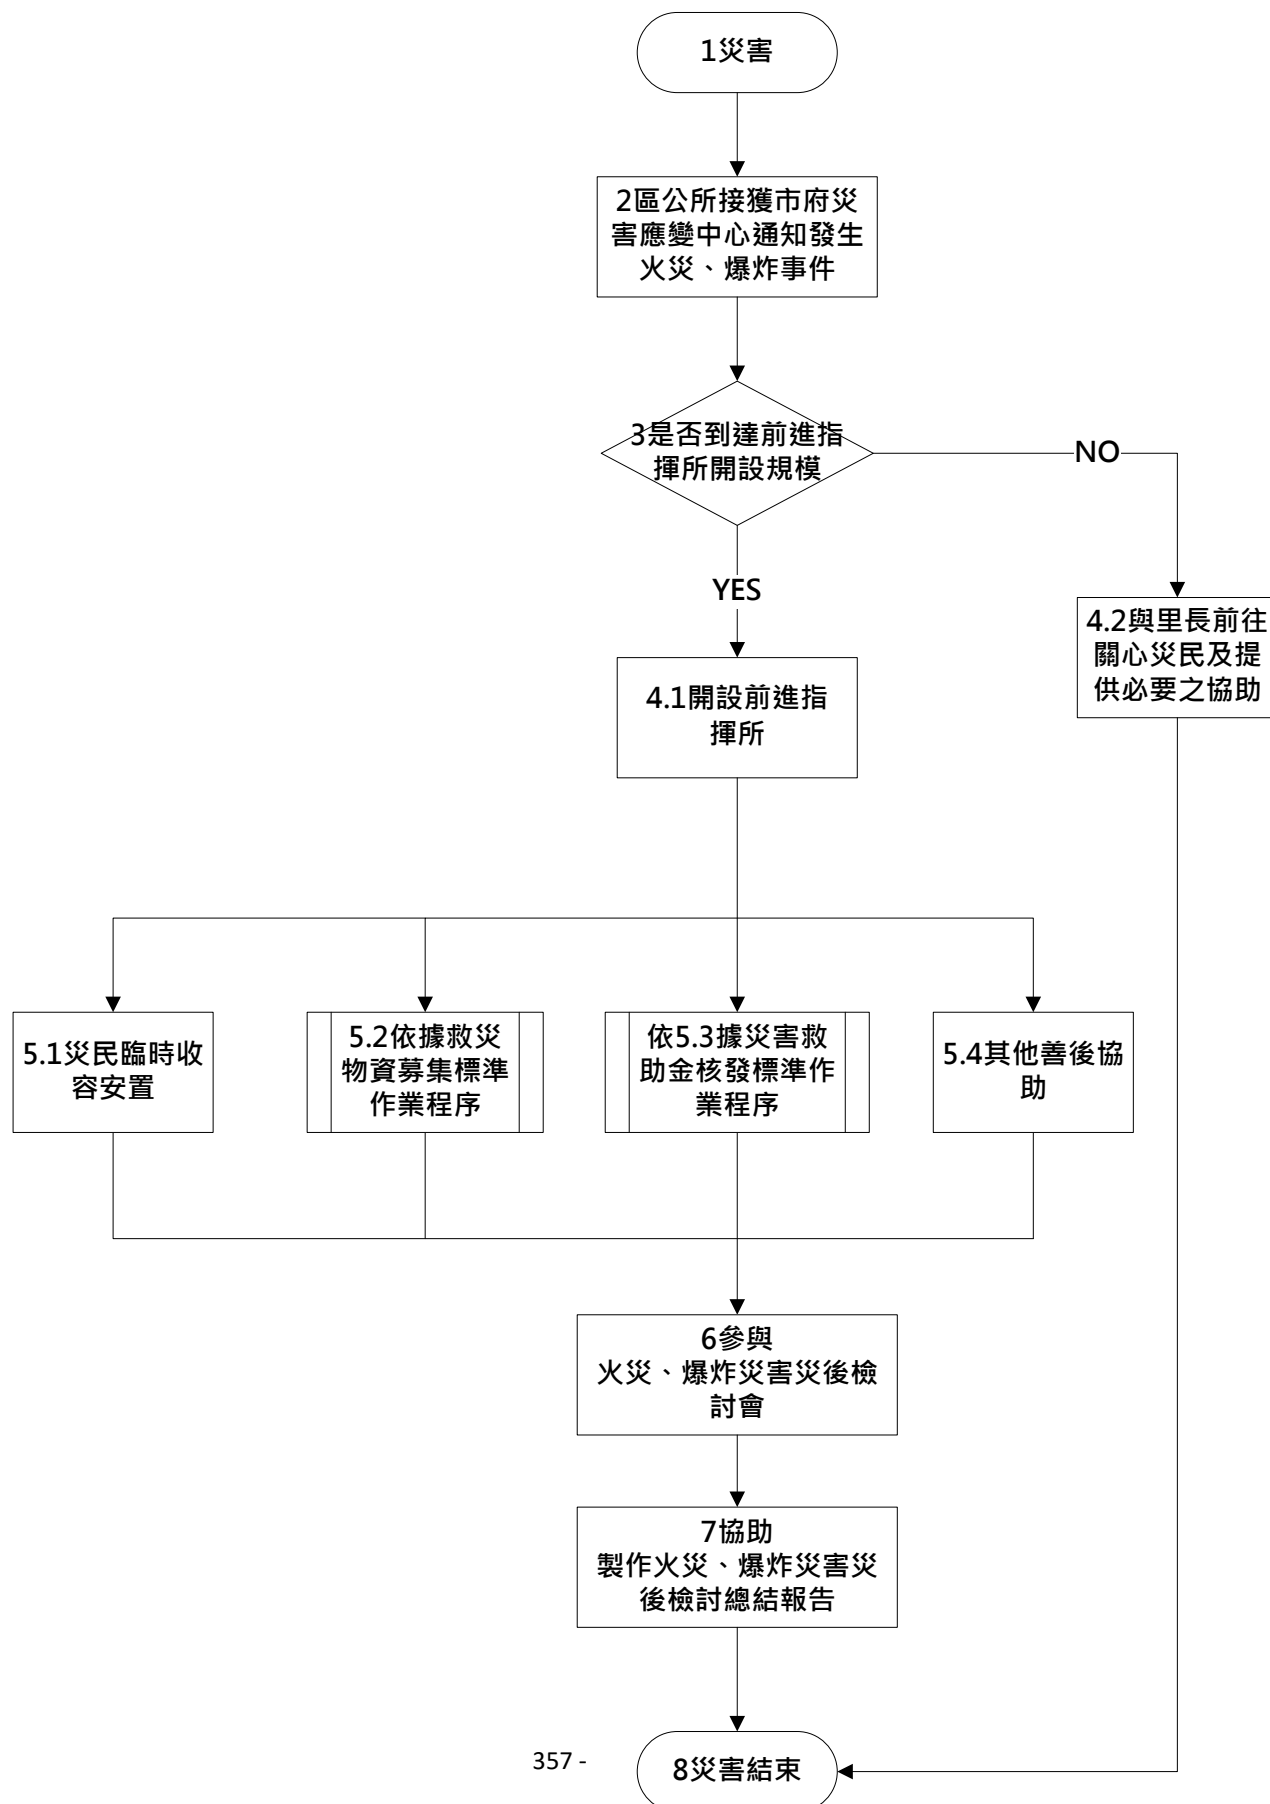 1災害
2區公所接獲市府災
害應變中心通知發生
火災、爆炸事件
3是否到達前進指
揮所開設規模
NO
YES
4.1開設前進指
揮所
4.2與里長前往
關心災民及提
供必要之協助
5.1災民臨時收
容安置
5.2依據救災
物資募集標準
作業程序
依5.3據災害救
助金核發標準作
業程序
5.4其他善後協
助
6參與
火災、爆炸災害災後檢
討會
7協助
製作火災、爆炸災害災
後檢討總結報告
357 -
8災害結束